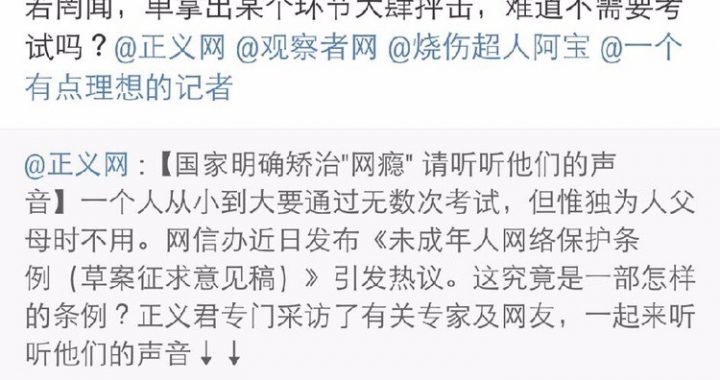 若罔闻，单拿出某个环节大肆抨击，难道不需要考
试吗？@正义网 @观察者网 @烧伤超人阿宝 @一个
有点理想的记者
@正义网：【国家明确矫治"网瘾" 请听听他们的声
音】一个人从小到大要通过无数次考试，但惟独为人父
母时不用。网信办近日发布《未成年人网络保护条
例（草案征求意见稿）》引发热议。这究竟是一部怎样
的条例？正义君专门采访了有关专家及网友，一起来听
听他们的声音↓↓